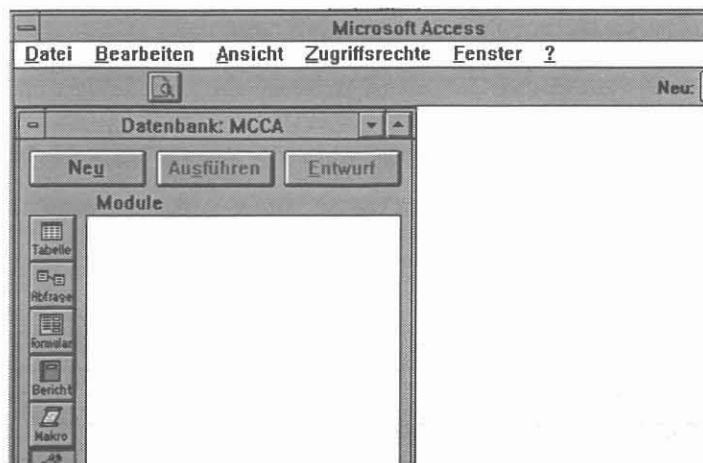 Microsoft Access
Datei Bearbeiten Ansicht Zugriffsrechte Fenster ?
Neu:
Datenbank: MCCA
Neu Ausführen Entwurf
Module
Tabelle
Abfrage
Formular
Bericht
Makro